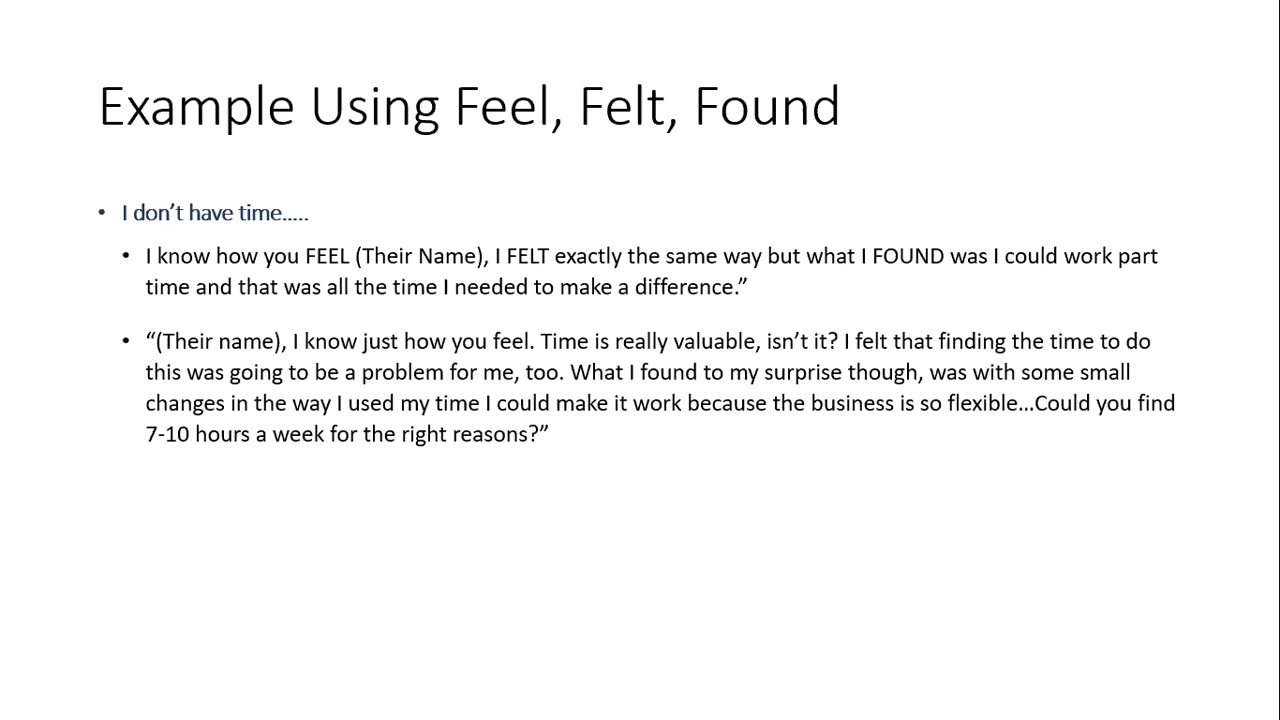 Example Using Feel, Felt, Found
• I don’t have time…..
• I know how you FEEL (Their Name), I FELT exactly the same way but what I FOUND was I could work part
time and that was all the time I needed to make a difference.”
• “(Their name), I know just how you feel. Time is really valuable, isn’t it? I felt that finding the time to do
this was going to be a problem for me, too. What I found to my surprise though, was with some small
changes in the way I used my time I could make it work because the business is so flexible…Could you find
7-10 hours a week for the right reasons?”